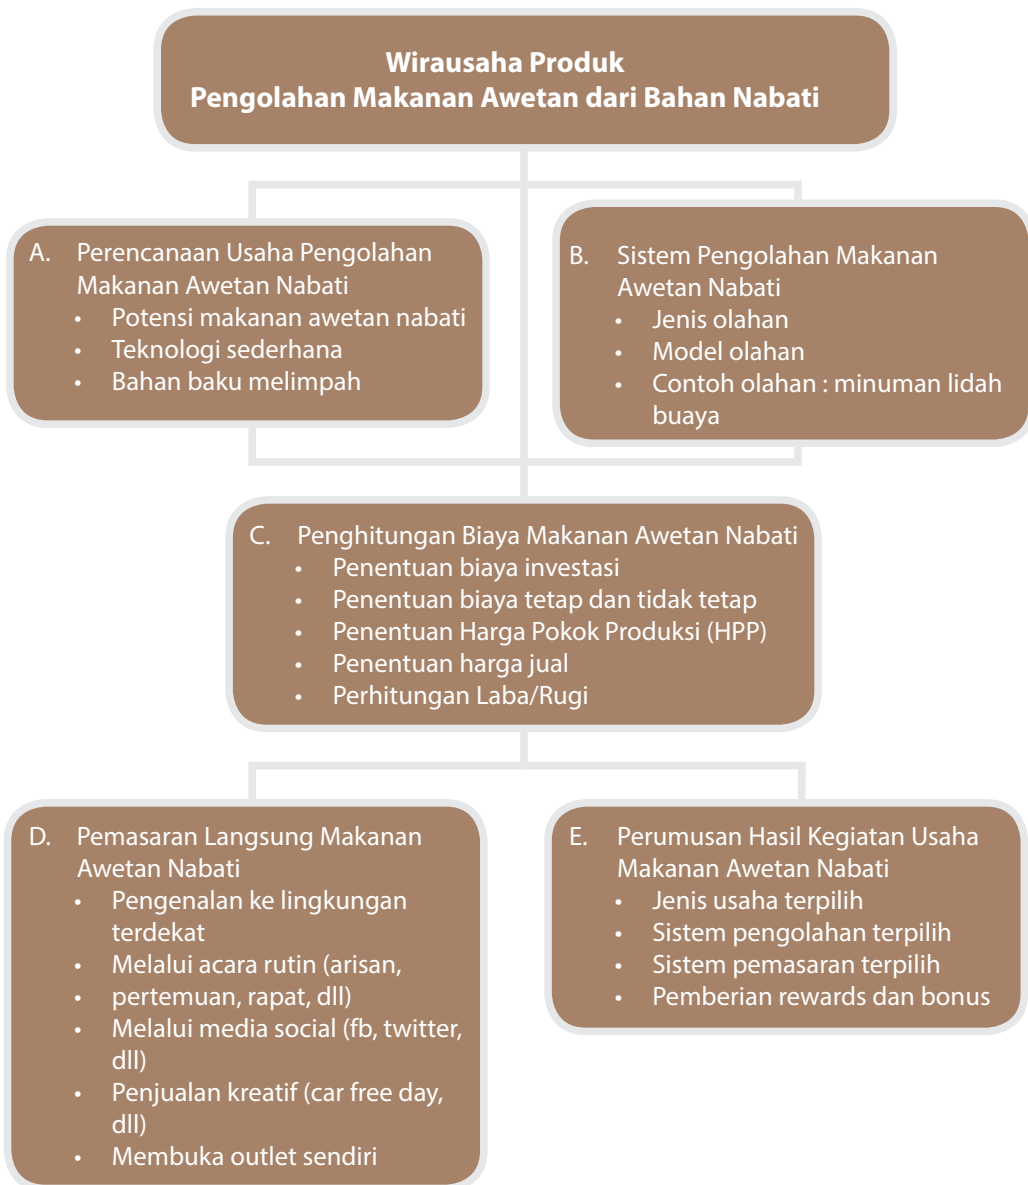 Wirausaha Produk
Pengolahan Makanan Awetan dari Bahan Nabati
A. Perencanaan Usaha Pengolahan
Makanan Awetan Nabati
• Potensi makanan awetan nabati
• Teknologi sederhana
• Bahan baku melimpah
B. Sistem Pengolahan Makanan
Awetan Nabati
• Jenis olahan
• Model olahan
• Contoh olahan : minuman lidah
buaya
C. Penghitungan Biaya Makanan Awetan Nabati
• Penentuan biaya investasi
• Penentuan biaya tetap dan tidak tetap
• Penentuan Harga Pokok Produksi (HPP)
• Penentuan harga jual
• Perhitungan Laba/Rugi
D. Pemasaran Langsung Makanan
Awetan Nabati
• Pengenalan ke lingkungan
terdekat
• Melalui acara rutin (arisan,
• pertemuan, rapat, dll)
• Melalui media social (fb, twitter,
dll)
• Penjualan kreatif (car free day,
dll)
• Membuka outlet sendiri
E. Perumusan Hasil Kegiatan Usaha
Makanan Awetan Nabati
• Jenis usaha terpilih
• Sistem pengolahan terpilih
• Sistem pemasaran terpilih
• Pemberian rewards dan bonus